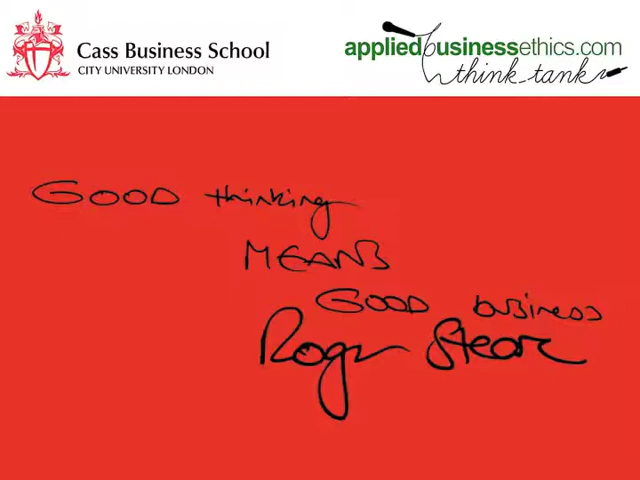 Cass Business School
CITY UNIVERSITY LONDON
appliedbusinessethics.com
think-tank
GOOD thinking
MEANS
GOOD business
Roger Steare